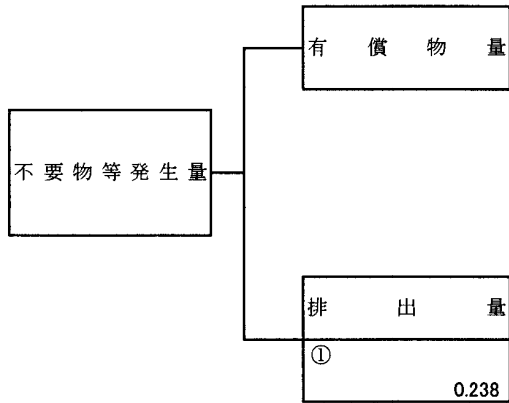 有償物量
不要物等発生量
排出量
①
0.238